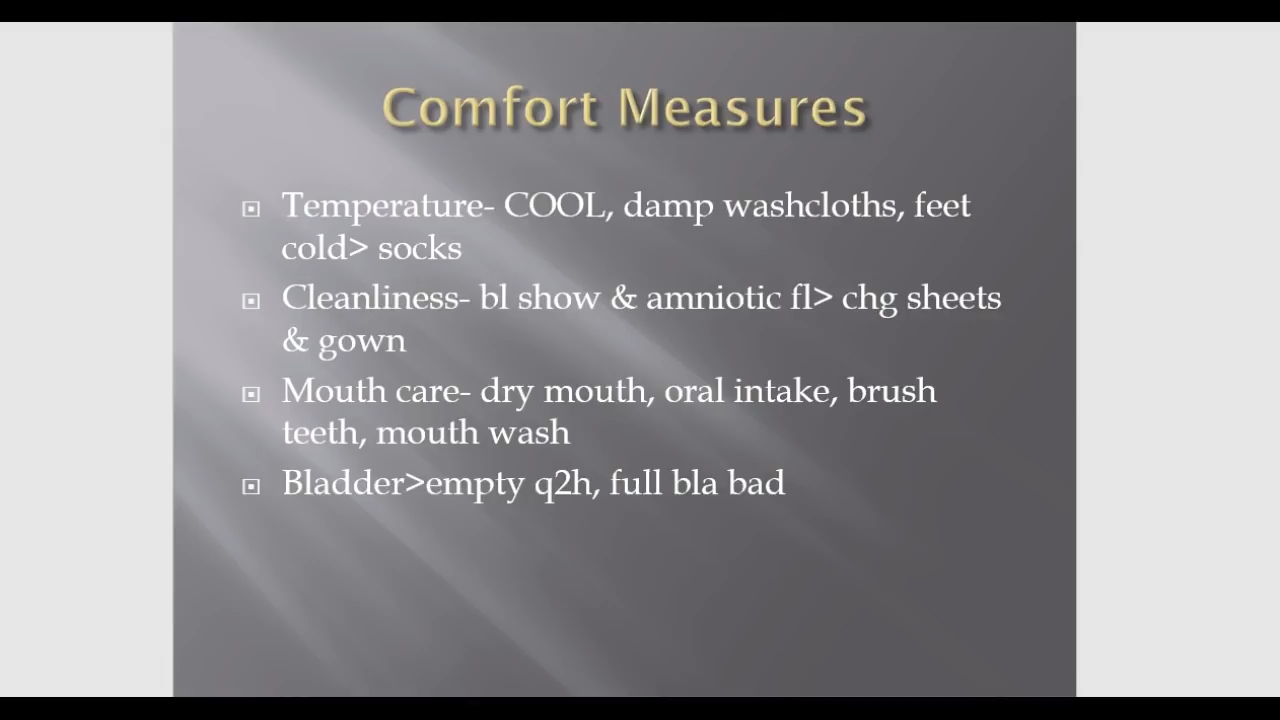 Comfort Measures
Temperature- COOL, damp washcloths, feet
cold> socks
Cleanliness- bl show & amniotic fl> chg sheets
& gown
Mouth care- dry mouth, oral intake, brush
teeth, mouth wash
Bladder>empty q2h, full bla bad